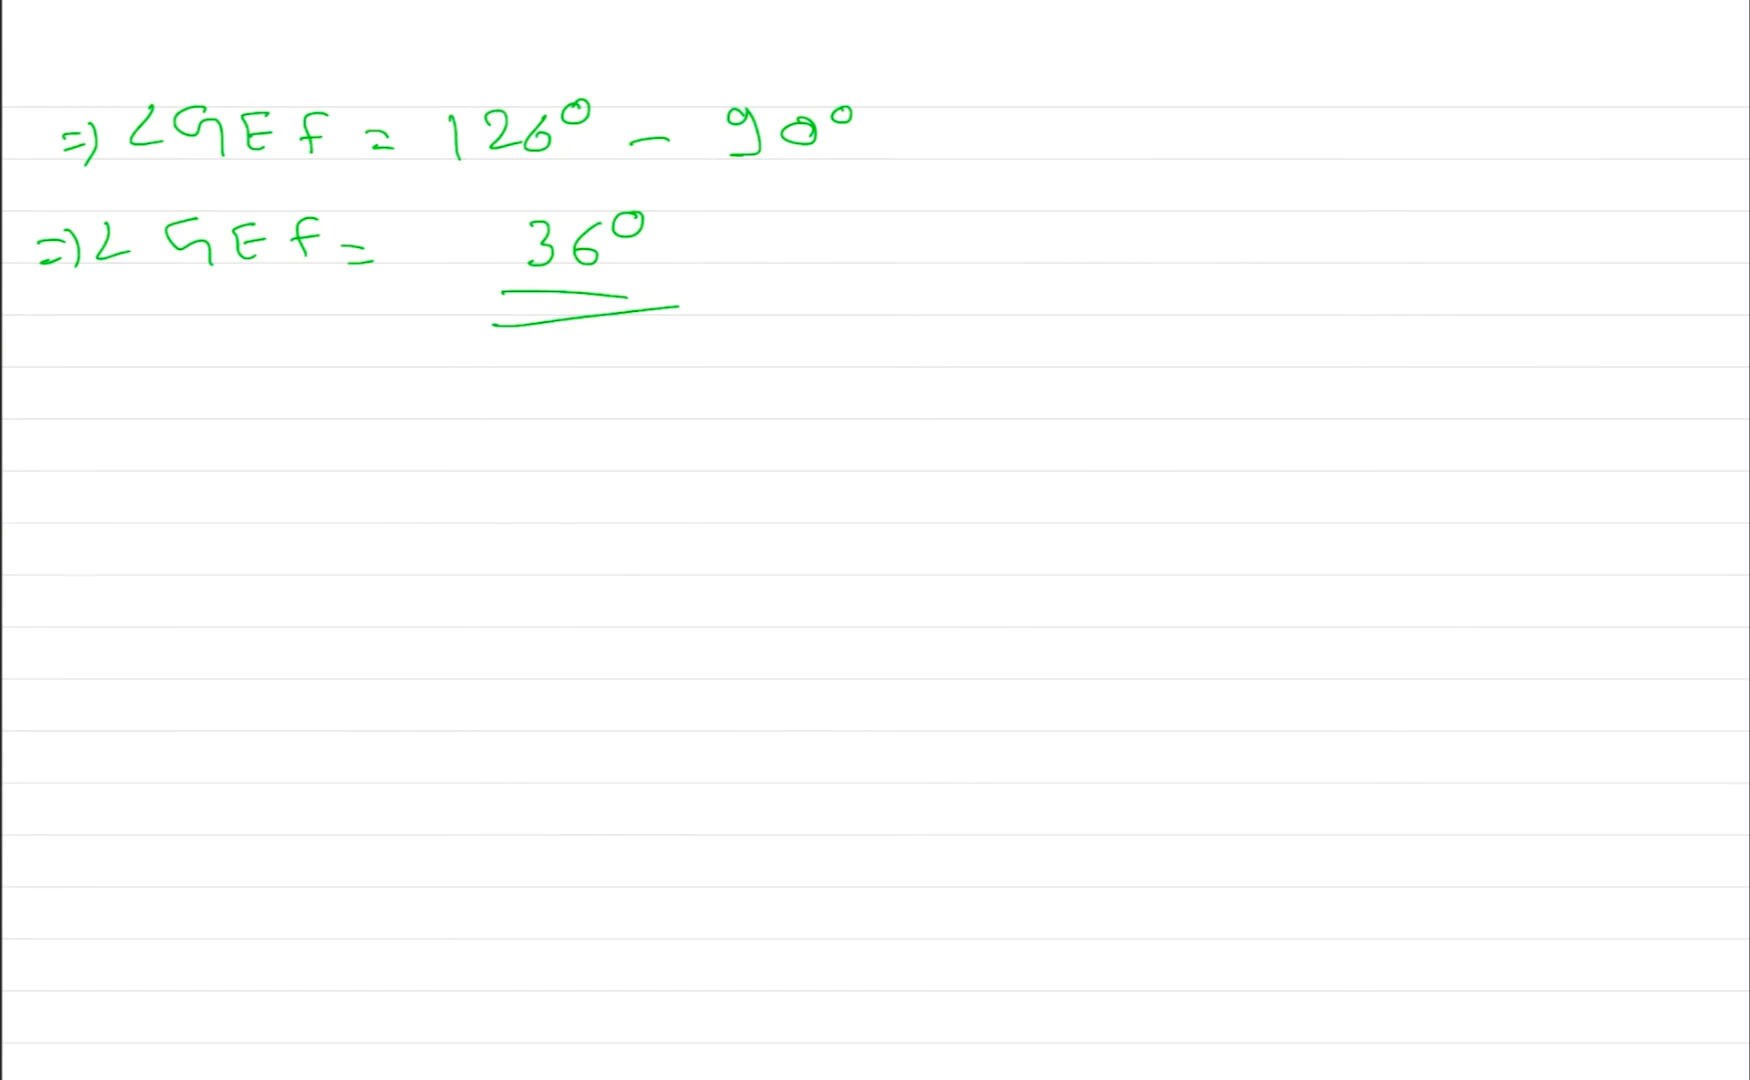 ⇒ ∠GEF = 126° - 90°
⇒ ∠GEF = 36°